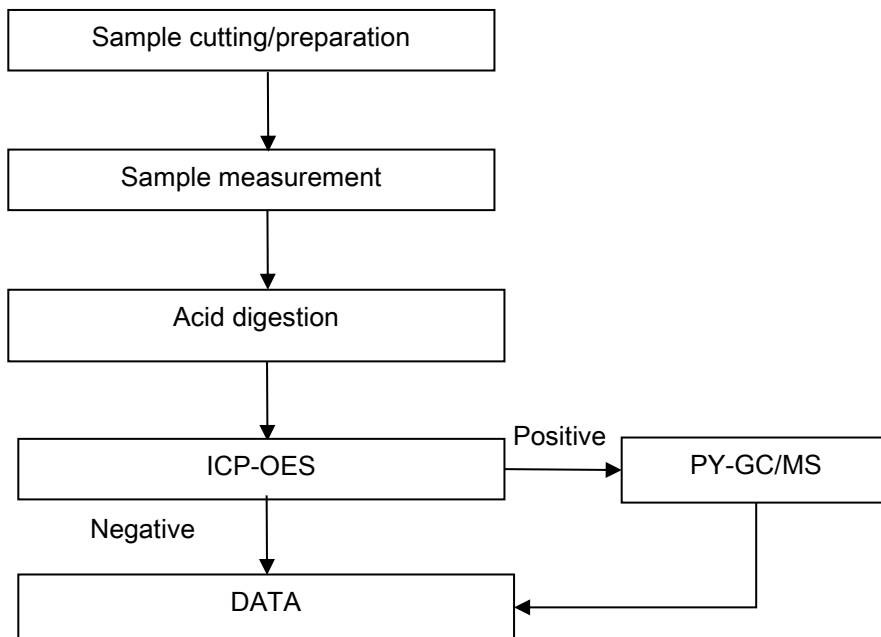 Sample cutting/preparation
Sample measurement
Acid digestion
Positive
ICP-OES
PY-GC/MS
Negative
DATA